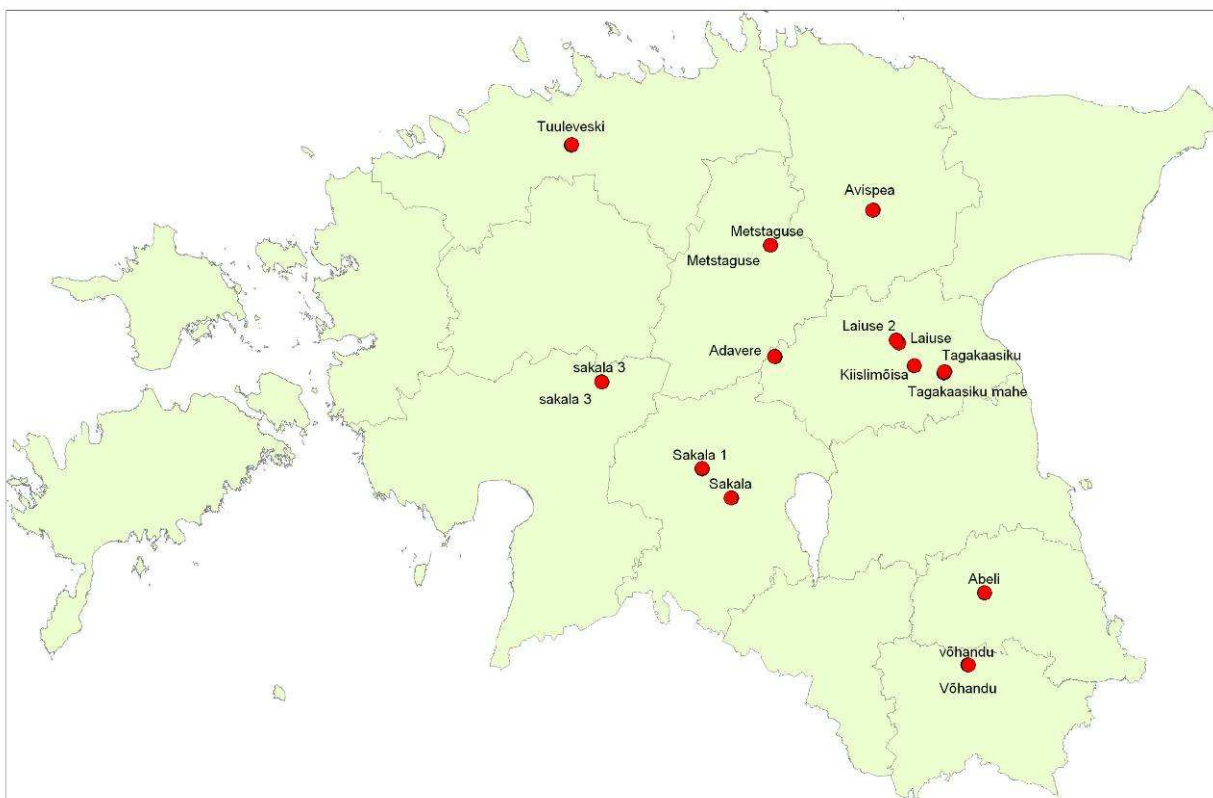 Tuuleveski
Avispea
Metstaguse
Metstaguse
Laiuse 2
Laiuse
Adavere
Tagakaasiku
sakala 3
Kiislimõisa
Tagakaasiku mahe
sakala 3
Sakala 1
Sakala
Abeli
võhandu
Võhandu